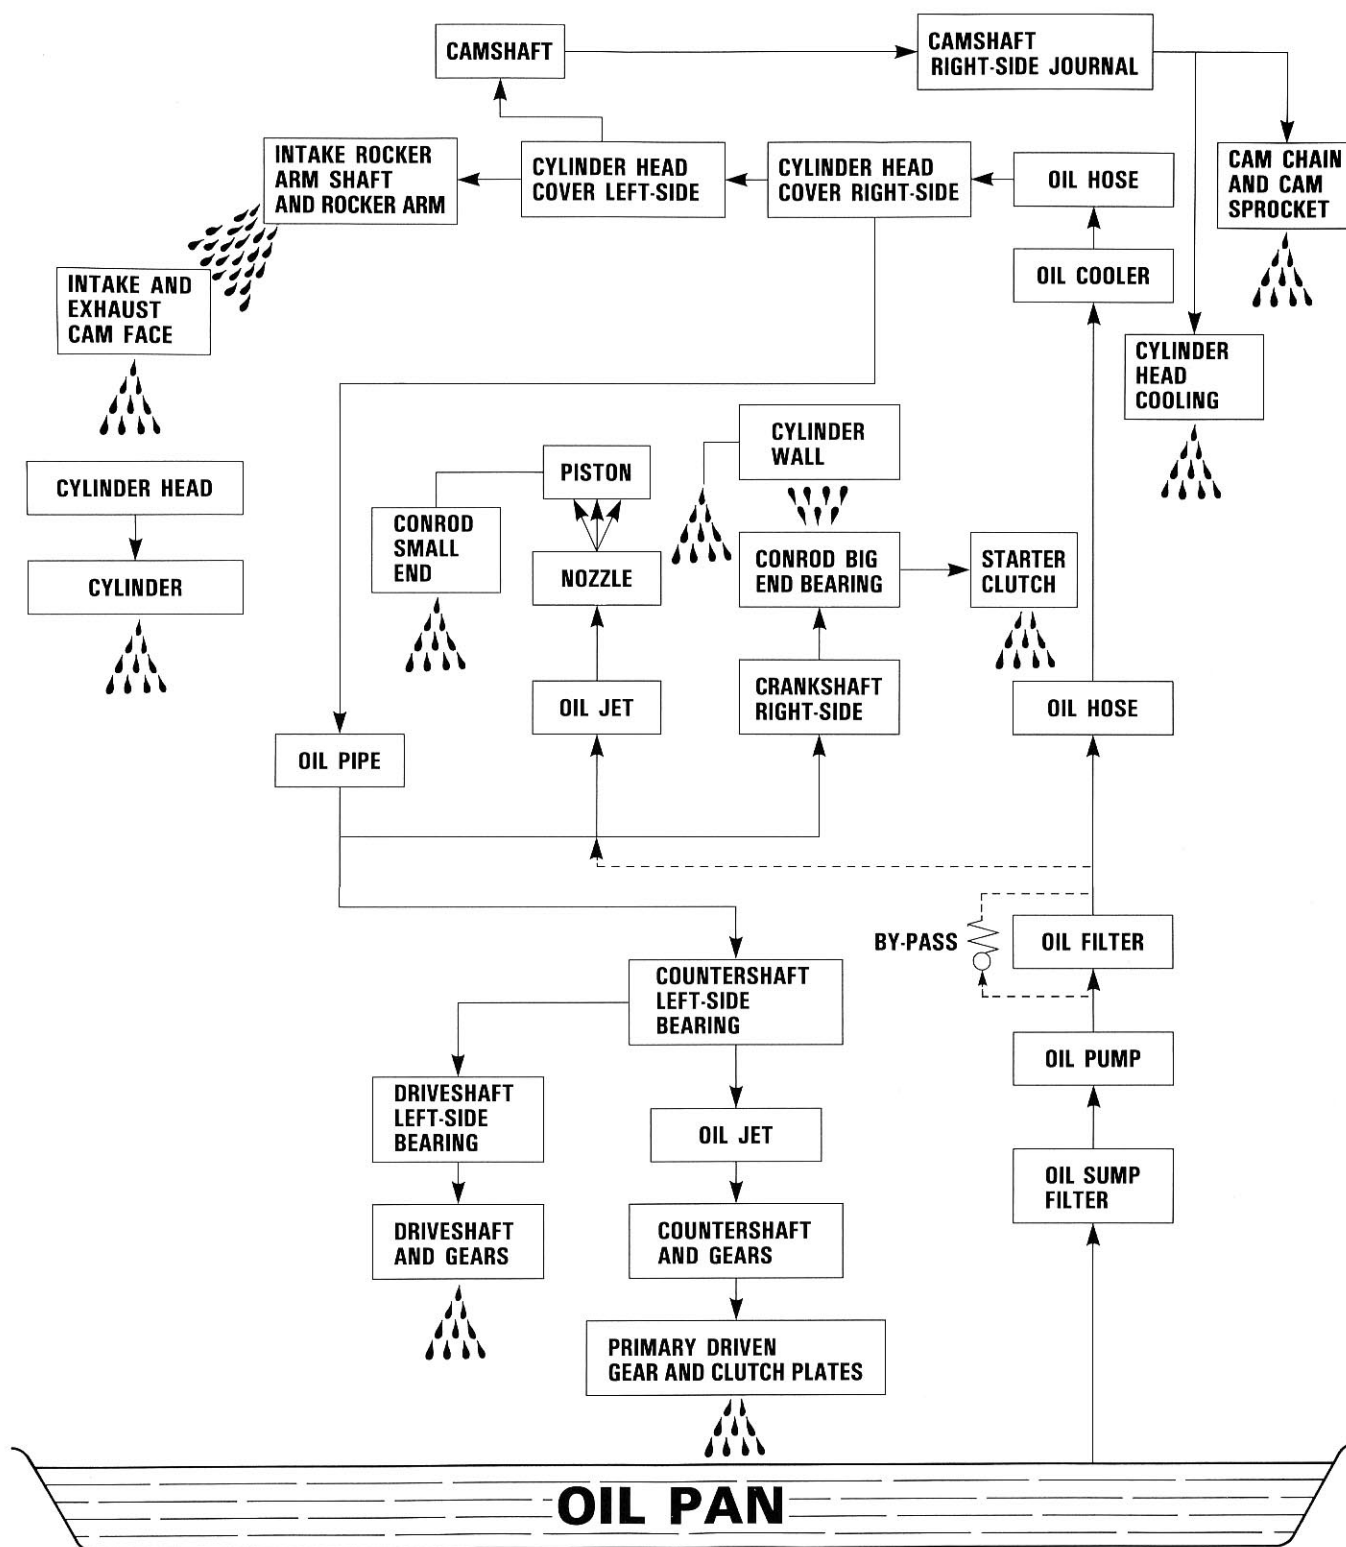 CAMSHAFT
CAMSHAFT
RIGHT-SIDE JOURNAL
INTAKE ROCKER
ARM SHAFT
AND ROCKER ARM
CYLINDER HEAD
COVER LEFT-SIDE
CYLINDER HEAD
COVER RIGHT-SIDE
OIL HOSE
CAM CHAIN
AND CAM
SPROCKET
INTAKE AND
EXHAUST
CAM FACE
OIL COOLER
CYLINDER
HEAD
COOLING
CYLINDER HEAD
PISTON
CYLINDER
WALL
CONROD
SMALL
END
CYLINDER
NOZZLE
CONROD BIG
END BEARING
STARTER
CLUTCH
OIL JET
CRANKSHAFT
RIGHT-SIDE
OIL HOSE
OIL PIPE
BY-PASS
OIL FILTER
COUNTERSHAFT
LEFT-SIDE
BEARING
OIL PUMP
DRIVESHAFT
LEFT-SIDE
BEARING
OIL JET
OIL SUMP
FILTER
DRIVESHAFT
AND GEARS
COUNTERSHAFT
AND GEARS
PRIMARY DRIVEN
GEAR AND CLUTCH PLATES
OIL PAN